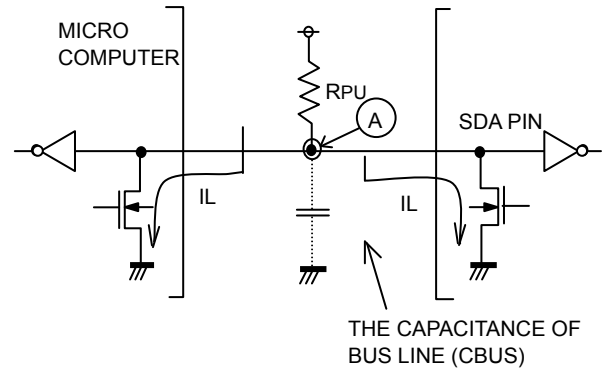 MICRO
COMPUTER
RPU
A
SDA PIN
IL
IL
THE CAPACITANCE OF
BUS LINE (CBUS)